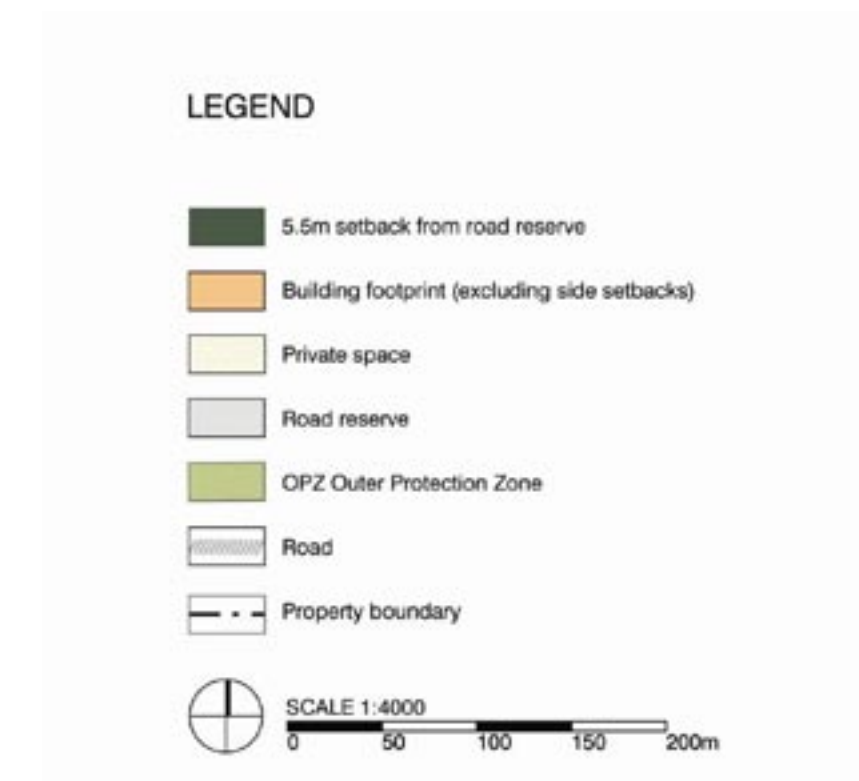 LEGEND
5.5m setback from road reserve
Building footprint (excluding side setbacks)
Private space
Road reserve
OPZ Outer Protection Zone
Road
Property boundary
SCALE 1:4000
0 50 100 150 200m